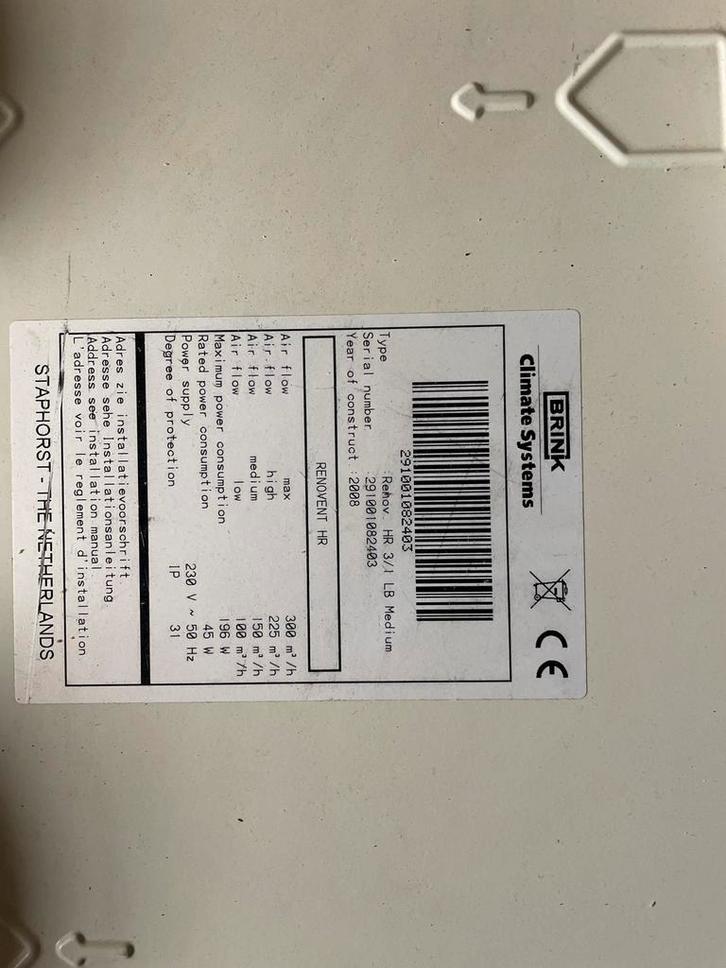 BRINK
Climate Systems
CE
291001082403
Type : Renov. HR 3/1 LB Medium
Serial number. : 291001082403
Year of construct : 2008
RENOVENT HR
Air flow max 300 m³/h
Air flow high 225 m³/h
Air flow medium 150 m³/h
Air flow low 100 m³/h
Maximum power consumption 196 W
Rated power consumption 45 W
Power supply 230 V ~ 50 Hz
Degree of protection IP 31
Adres zie installatievoorschrift
Adresse sehe Installationsanleitung
Address see installation manual
L'adresse voir le reglement d'installation
STAPHORST - THE NETHERLANDS